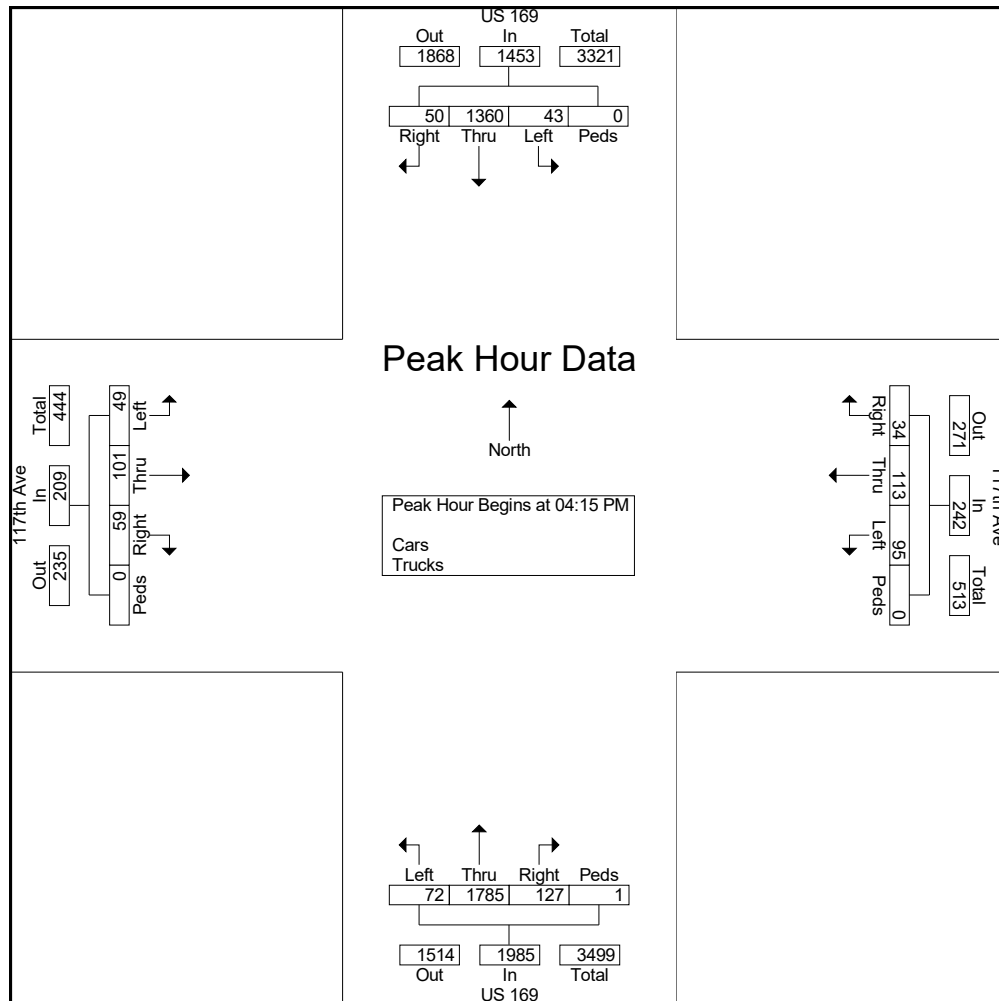 US 169
Out In Total
1868 1453 3321
50 1360 43 0
Right Thru Left Peds
Peak Hour Data
North
Peak Hour Begins at 04:15 PM
Cars
Trucks
117th Ave
Total In Out
444 209 235
49 101 59 0
Left Thru Right Peds
Right Thru Left Peds
34 113 95 0
Out In Total
271 242 513
117th Ave
Left Thru Right Peds
72 1785 127 1
1514 1985 3499
Out In Total
US 169